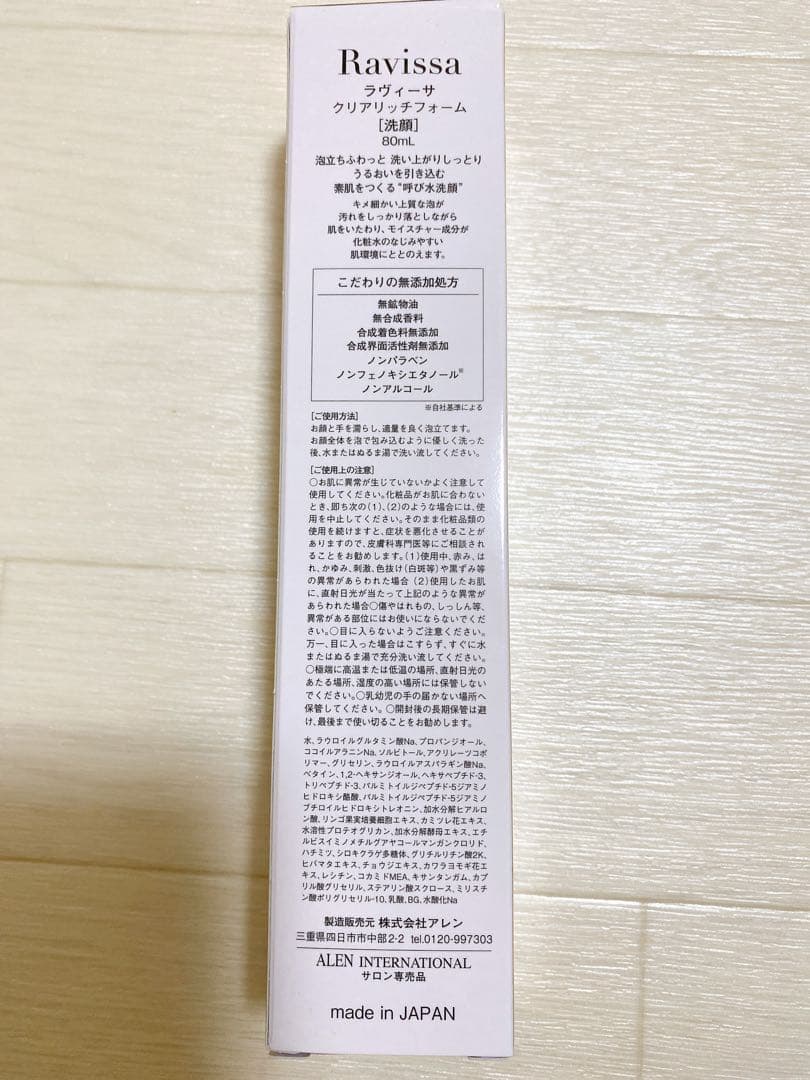 Ravissa
ラヴィーサ
クリアリッチフォーム
[洗顔]
80mL
泡立ちふわっと 洗い上がりしっとり
うるおいを引き込む
素肌をつくる“呼び水洗顔”
キメ細かい上質な泡が
汚れをしっかり落としながら
肌をいたわり、モイスチャー成分が
化粧水のなじみやすい
肌環境にととのえます。
こだわりの無添加処方
無鉱物油
無合成香料
合成着色料無添加
合成界面活性剤無添加
ノンパラベン
ノンフェノキシエタノール※
ノンアルコール
※自社基準による
[ご使用方法]
お顔と手を濡らし、適量を良く泡立てます。
お顔全体を泡で包み込むように優しく洗った
後、水またはぬるま湯で洗い流してください。
[ご使用上の注意]
○お肌に異常が生じていないかよく注意して
使用してください。化粧品がお肌に合わない
とき、即ち次の(1)、(2)のような場合には、使
用を中止してください。そのまま化粧品類の
使用を続けますと、症状を悪化させることが
ありますので、皮膚科専門医等にご相談され
ることをお勧めします。(1)使用中、赤み、は
れ、かゆみ、刺激、色抜け(白斑等)や黒ずみ等
の異常があらわれた場合 (2)使用したお肌
に、直射日光が当たって上記のような異常が
あらわれた場合○傷やはれもの、しっしん等、
異常がある部位にはお使いにならないでくだ
さい。○目に入らないようご注意ください。
万一、目に入った場合はこすらず、すぐに水
またはぬるま湯で充分洗い流してください。
○極端に高温または低温の場所、直射日光の
あたる場所、湿度の高い場所には保管しない
でください。○乳幼児の手の届かない場所へ
保管してください。○開封後の長期保管は避
け、最後まで使い切ることをお勧めします。
水、ラウロイルグルタミン酸Na、プロパンジオール、
ココイルアラニンNa、ソルビトール、アクリレーツコポ
リマー、グリセリン、ラウロイルアスパラギン酸Na、
ベタイン、1,2-ヘキサンジオール、ヘキサペプチド-3、
トリペプチド-3、パルミトイルジペプチド-5ジアミノ
ヒドロキシ酪酸、パルミトイルジペプチド-5ジアミノ
ブチロイルヒドロキシトレオニン、加水分解ヒアルロ
ン酸、リンゴ果実培養細胞エキス、カミツレ花エキス、
水溶性プロテオグリカン、加水分解酵母エキス、エチ
ルビスイミノメチルグアヤコールマンガンクロリド、
ハチミツ、シロキクラゲ多糖体、グリチルリチン酸2K、
ヒバマタエキス、チョウジエキス、カワラヨモギ花エ
キス、レシチン、コカミドMEA、キサンタンガム、カプ
リル酸グリセリル、ステアリン酸スクロース、ミリスチ
ン酸ポリグリセリル-10、乳酸、BG、水酸化Na
製造販売元 株式会社アレン
三重県四日市市中部2-2 tel.0120-997303
ALEN INTERNATIONAL
サロン専売品
made in JAPAN